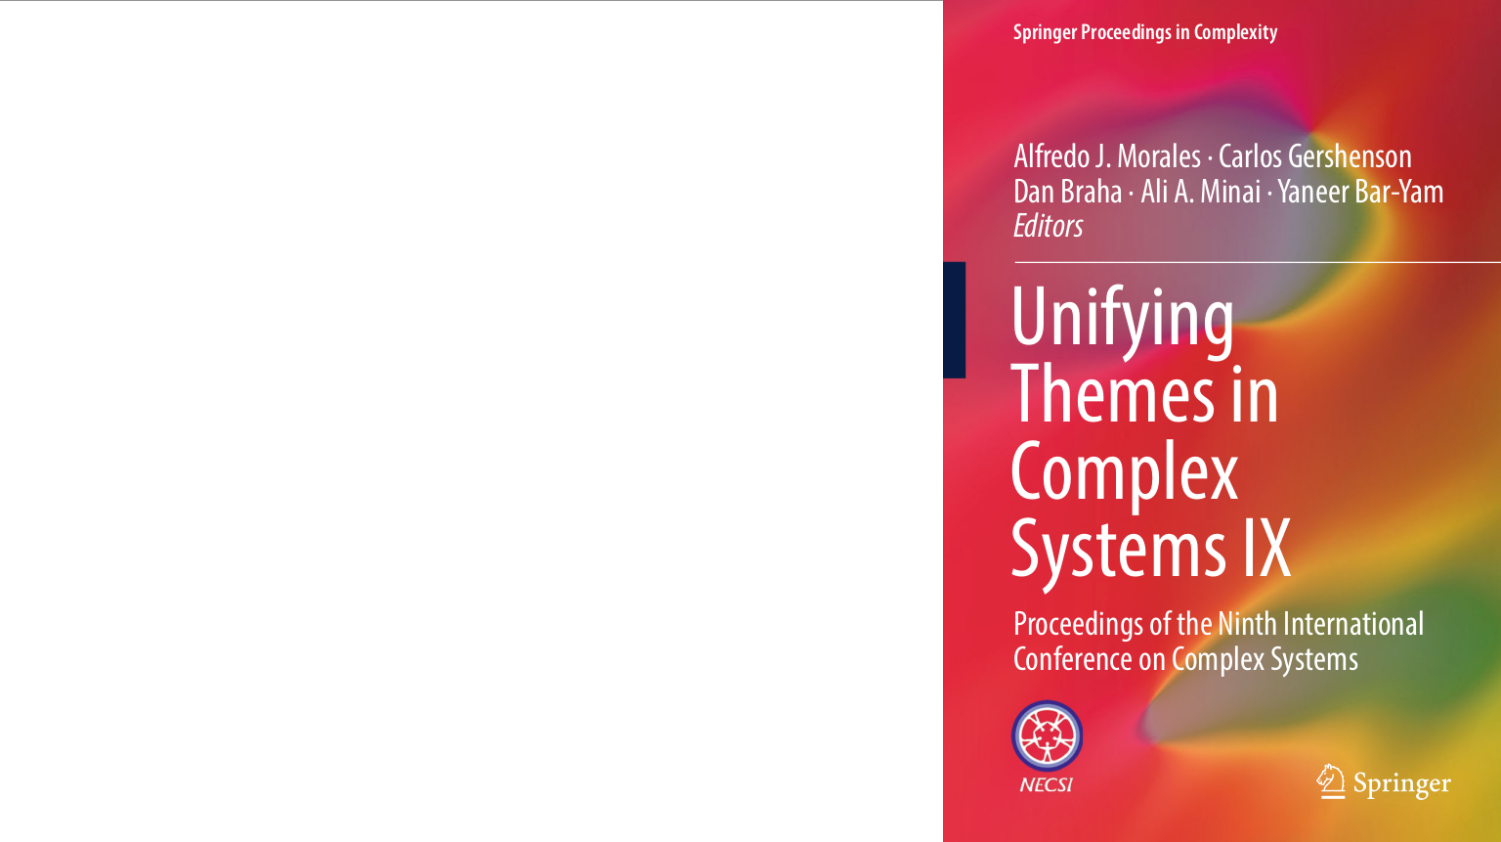 Springer Proceedings in Complexity
Alfredo J. Morales · Carlos Gershenson
Dan Braha · Ali A. Minai · Yaneer Bar-Yam
Editors
Unifying
Themes in
Complex
Systems IX
Proceedings of the Ninth International
Conference on Complex Systems
NECSI
Springer